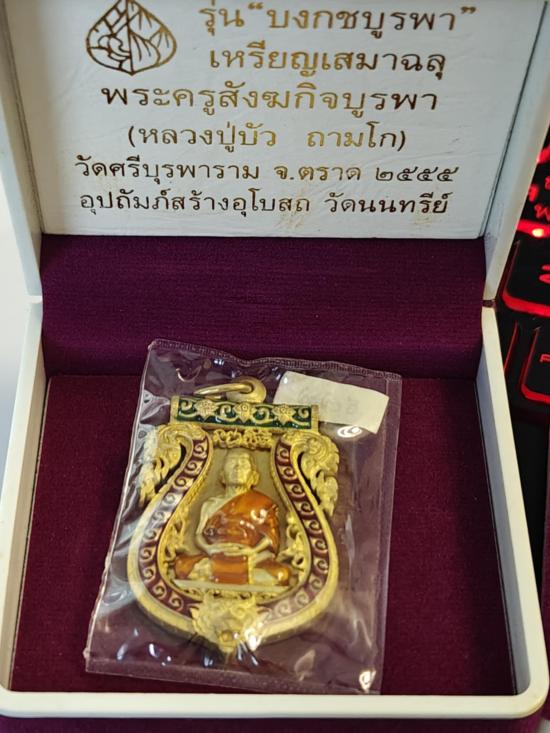 รุ่น “บงกชบูรพา”
เหรียญเสมาฉลุ
พระครูสังฆกิจบูรพา
(หลวงปู่บัว ถามโก)
วัดศรีบุรพาราม จ.ตราด ๒๕๕๕
อุปถัมภ์สร้างอุโบสถ วัดนนทรีย์